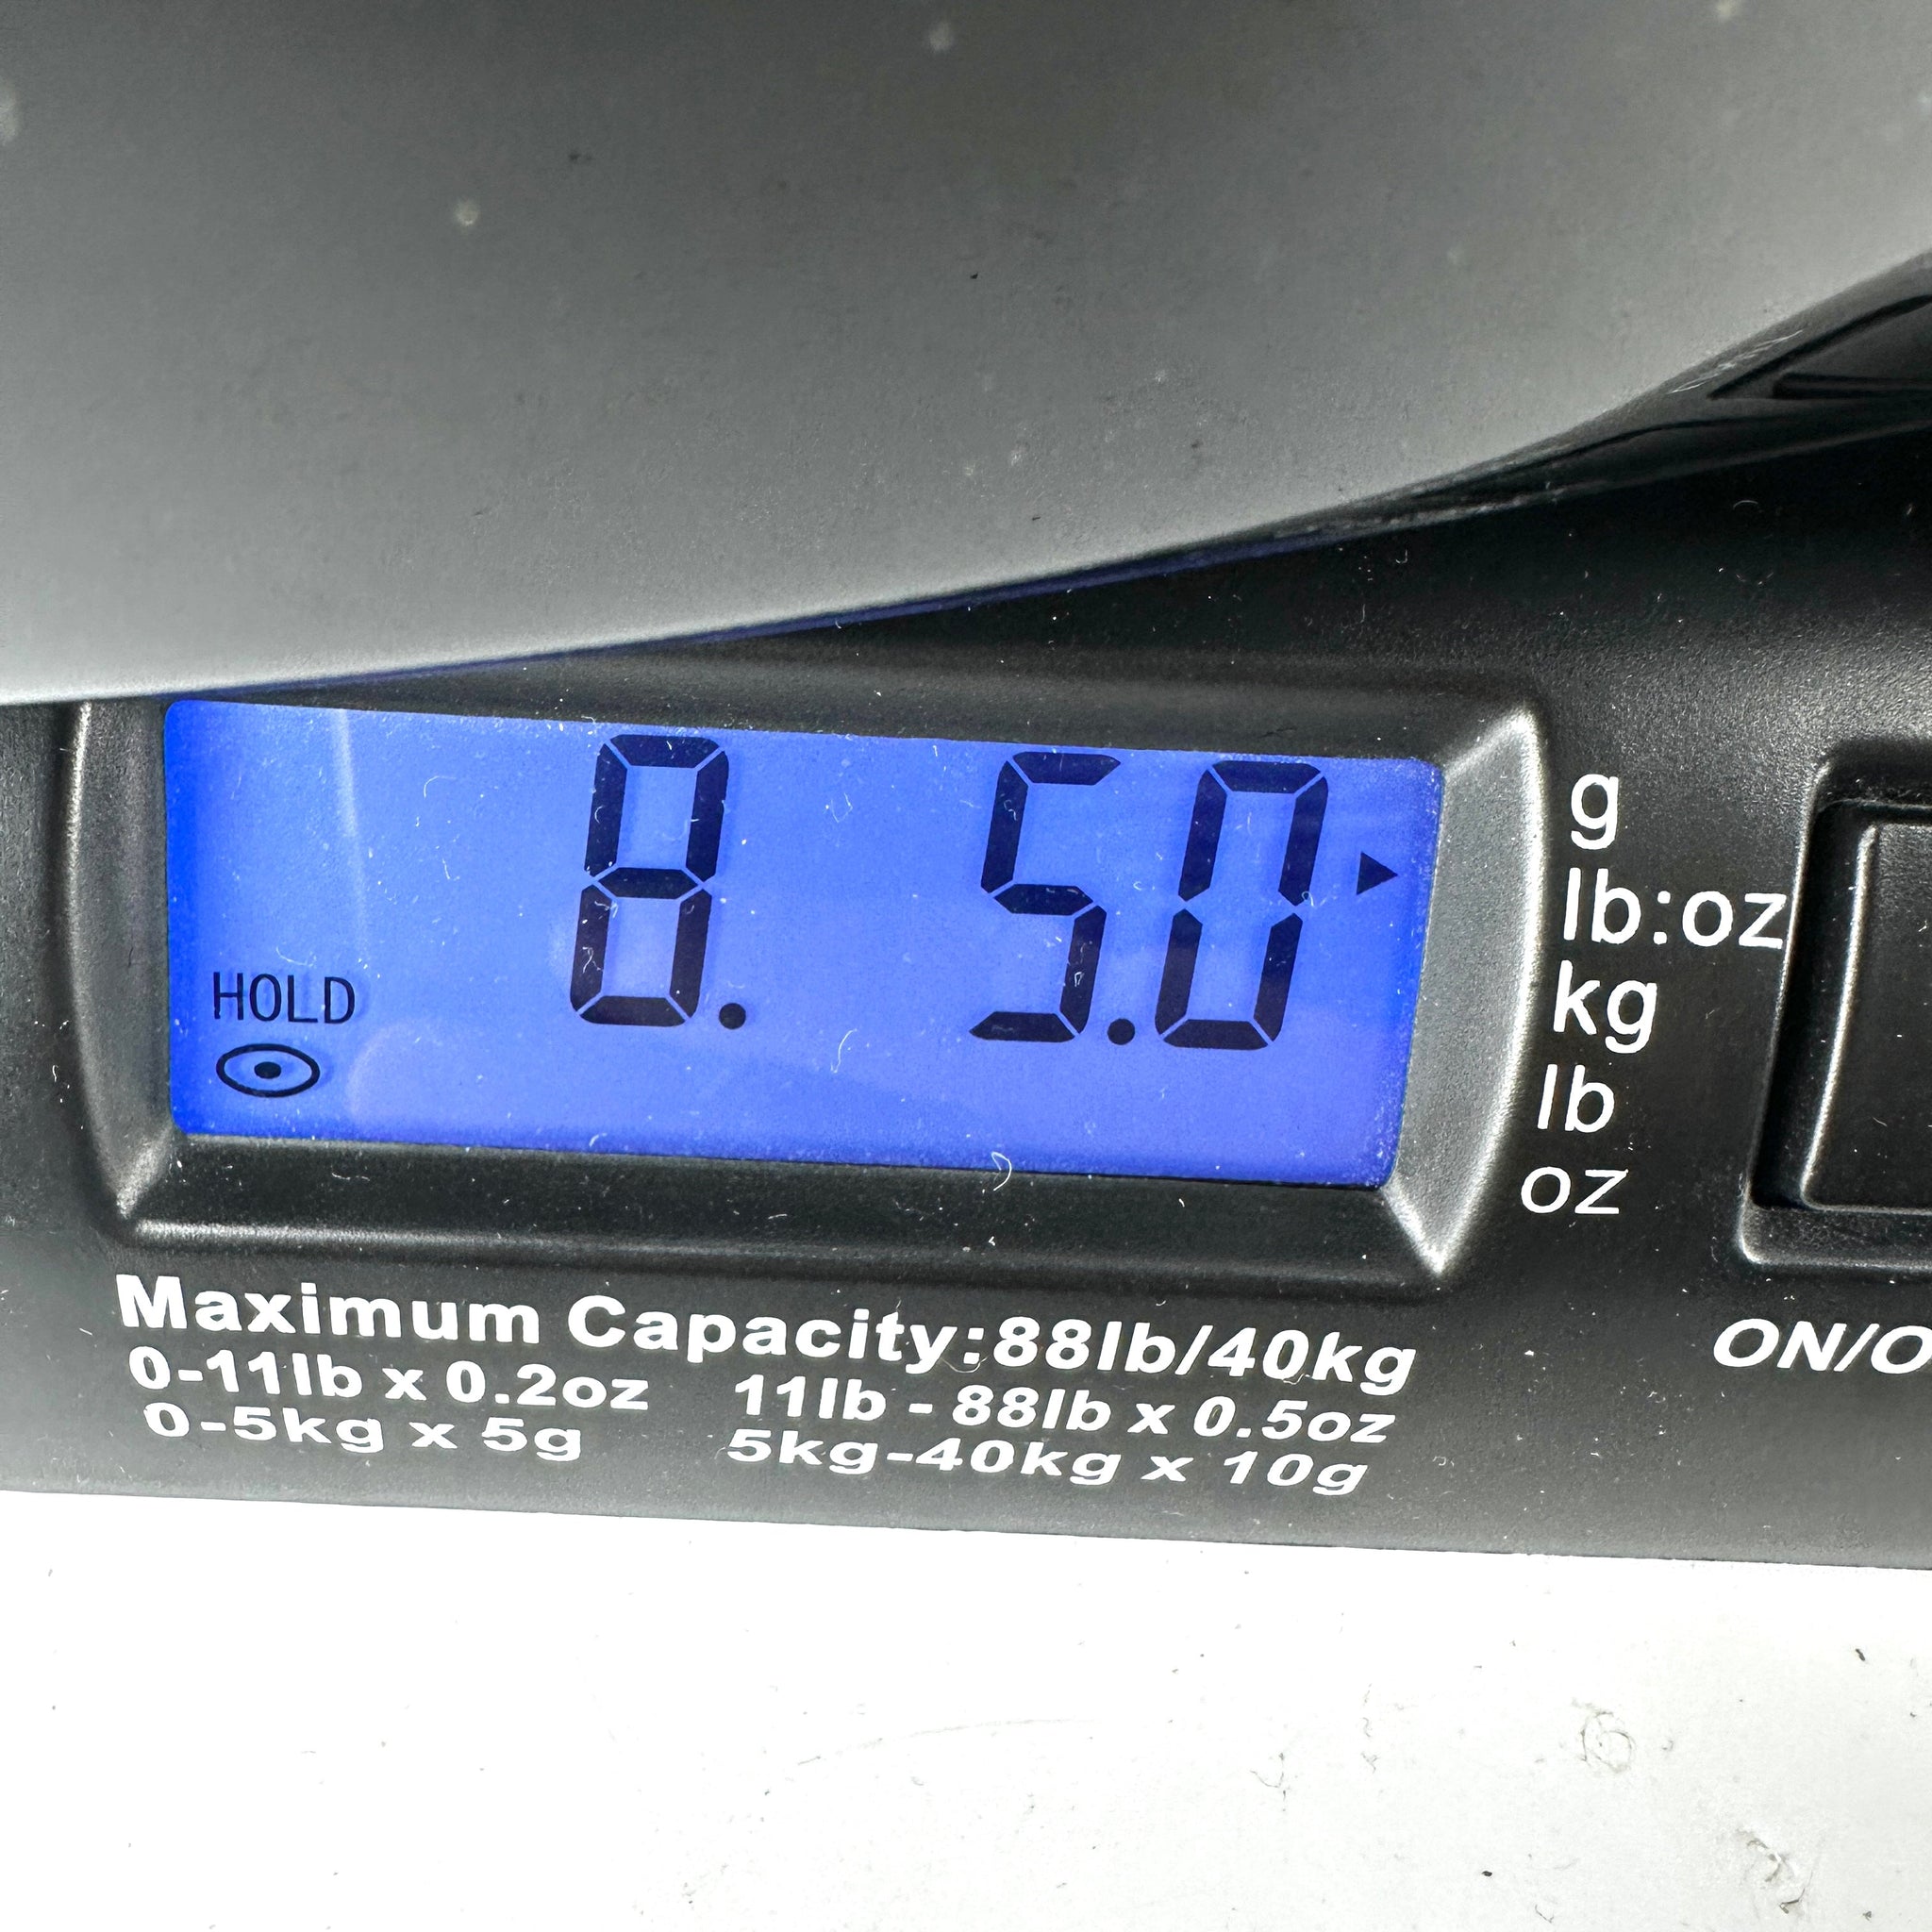 8. 5.0
HOLD
g
lb:oz
kg
lb
oz
Maximum Capacity:88lb/40kg
0-11lb x 0.2oz 11lb - 88lb x 0.5oz
0-5kg x 5g 5kg-40kg x 10g
ON/O